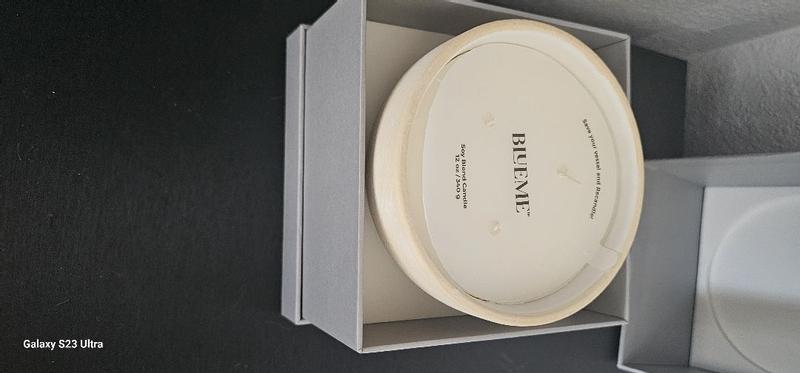 Save your vessel and Recandle!
BLUEME™
Soy Blend Candle
12 oz / 340 g
Galaxy S23 Ultra